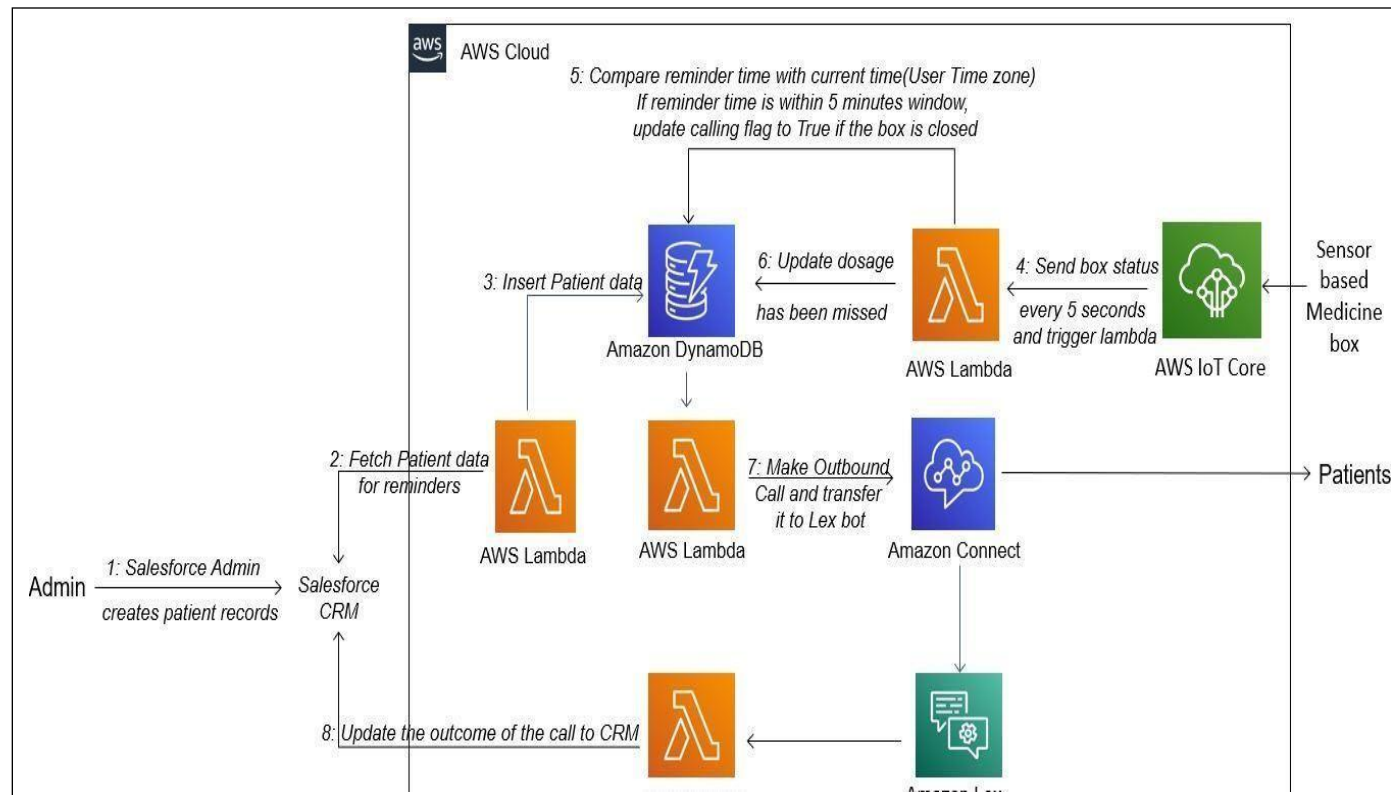 aws
AWS Cloud
5: Compare reminder time with current time(User Time zone)
If reminder time is within 5 minutes window,
update calling flag to True if the box is closed
3: Insert Patient data
6: Update dosage
has been missed
4: Send box status
every 5 seconds
and trigger lambda
Sensor
based
Medicine
box
Amazon DynamoDB
AWS Lambda
AWS IoT Core
2: Fetch Patient data
for reminders
7: Make Outbound
Call and transfer
it to Lex bot
Patients
AWS Lambda
AWS Lambda
Amazon Connect
Admin
1: Salesforce Admin
creates patient records
Salesforce
CRM
8: Update the outcome of the call to CRM
Amazon Lex